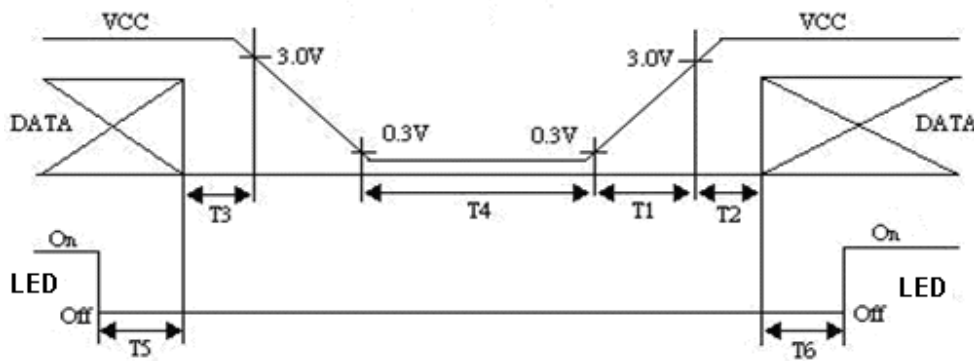 VCC VCC
3.0V 3.0V
DATA 0.3V 0.3V DATA
T3 T4 T1 T2
On On
LED LED
Off Off
T5 T6